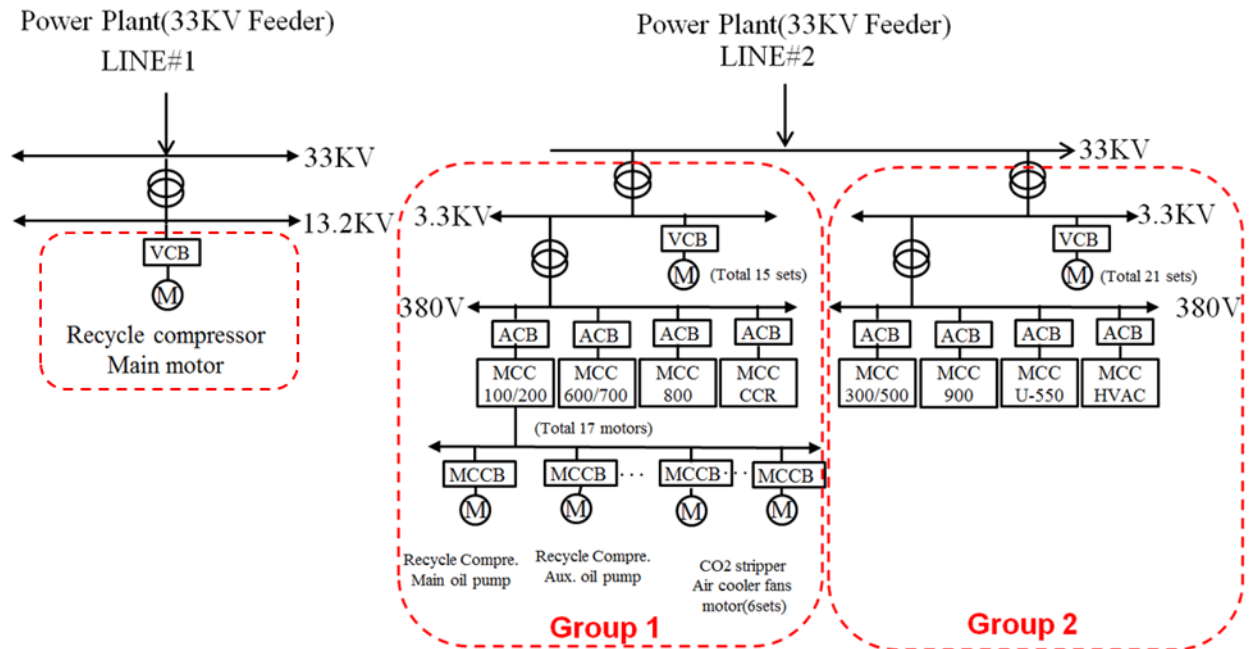 Power Plant(33KV Feeder)
LINE#1
33KV
13.2KV
VCB
M
Recycle compressor
Main motor
Power Plant(33KV Feeder)
LINE#2
33KV
3.3KV
VCB
M
(Total 15 sets)
380V
ACB
ACB
ACB
ACB
MCC
100/200
MCC
600/700
MCC
800
MCC
CCR
(Total 17 motors)
MCCB
MCCB
...
MCCB
...
MCCB
M
M
M
M
Recycle Compre.
Main oil pump
Recycle Compre.
Aux. oil pump
CO2 stripper
Air cooler fans
motor(6sets)
Group 1
3.3KV
VCB
M
(Total 21 sets)
380V
ACB
ACB
ACB
ACB
MCC
300/500
MCC
900
MCC
U-550
MCC
HVAC
Group 2